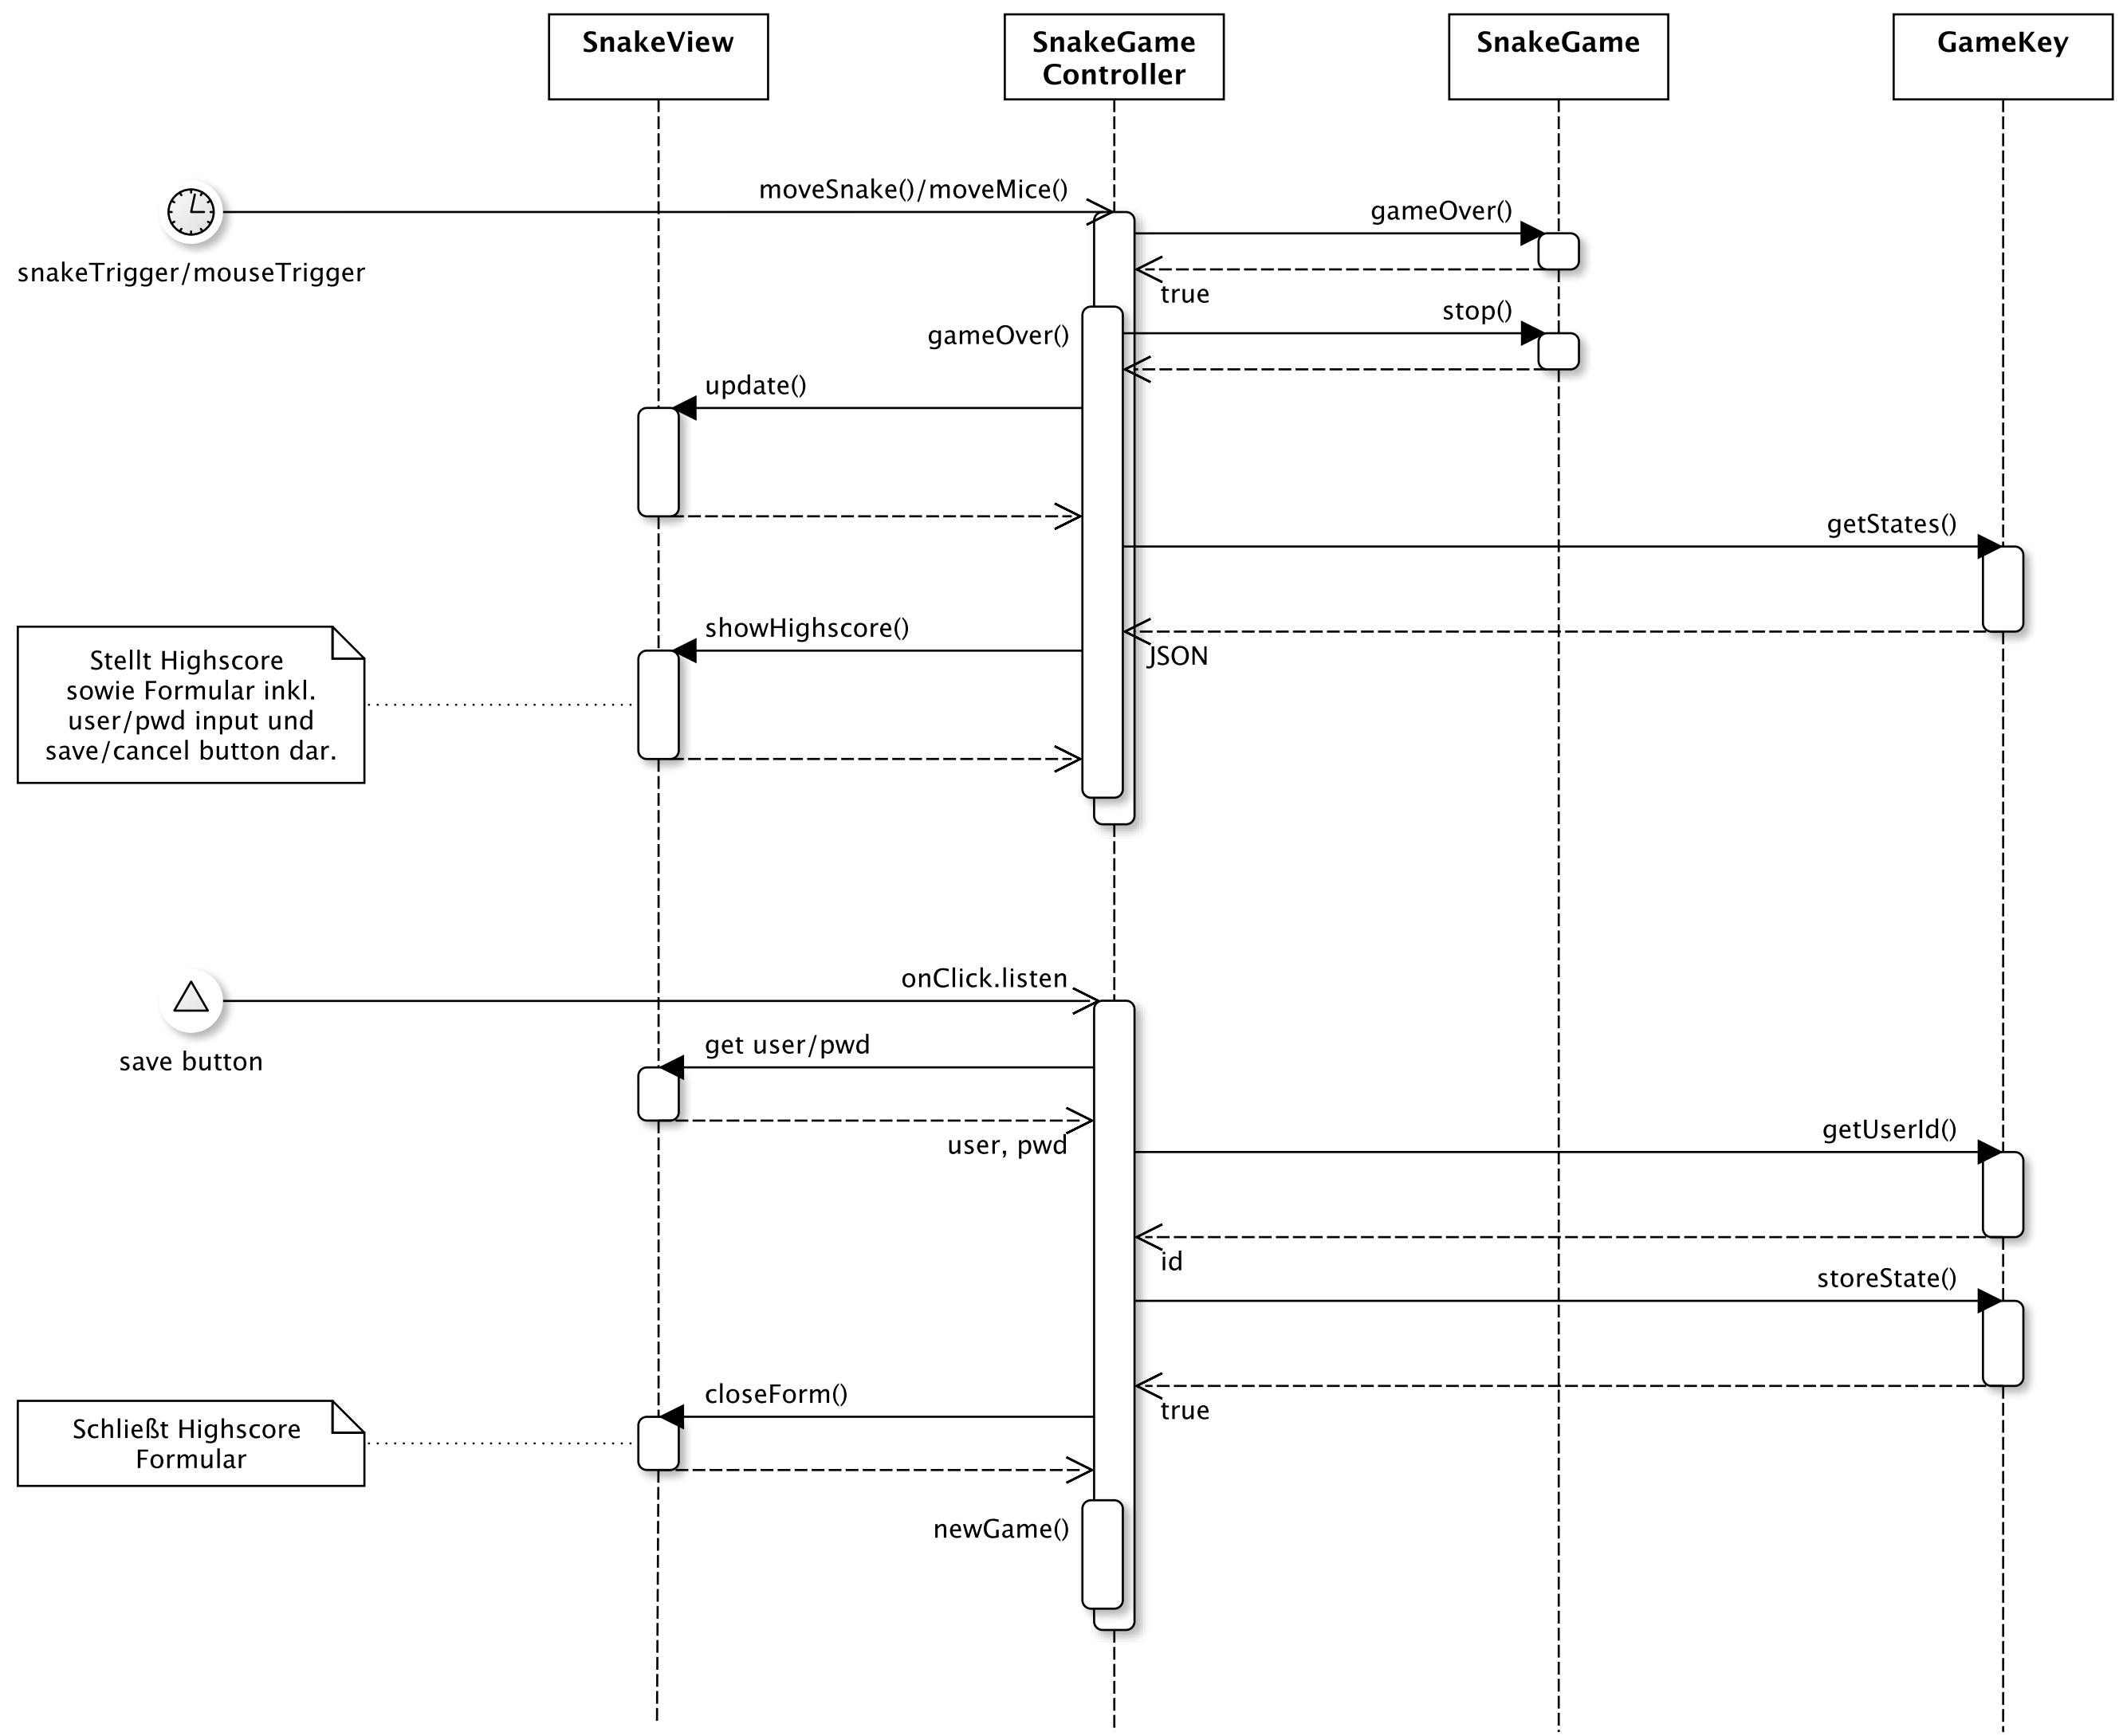 SnakeView
SnakeGame
Controller
SnakeGame
GameKey
moveSnake()/moveMice()
gameOver()
snakeTrigger/mouseTrigger
true
stop()
gameOver()
update()
getStates()
showHighscore()
JSON
Stellt Highscore
sowie Formular inkl.
user/pwd input und
save/cancel button dar.
onClick.listen
save button
get user/pwd
user, pwd
getUserId()
id
storeState()
closeForm()
true
Schließt Highscore
Formular
newGame()